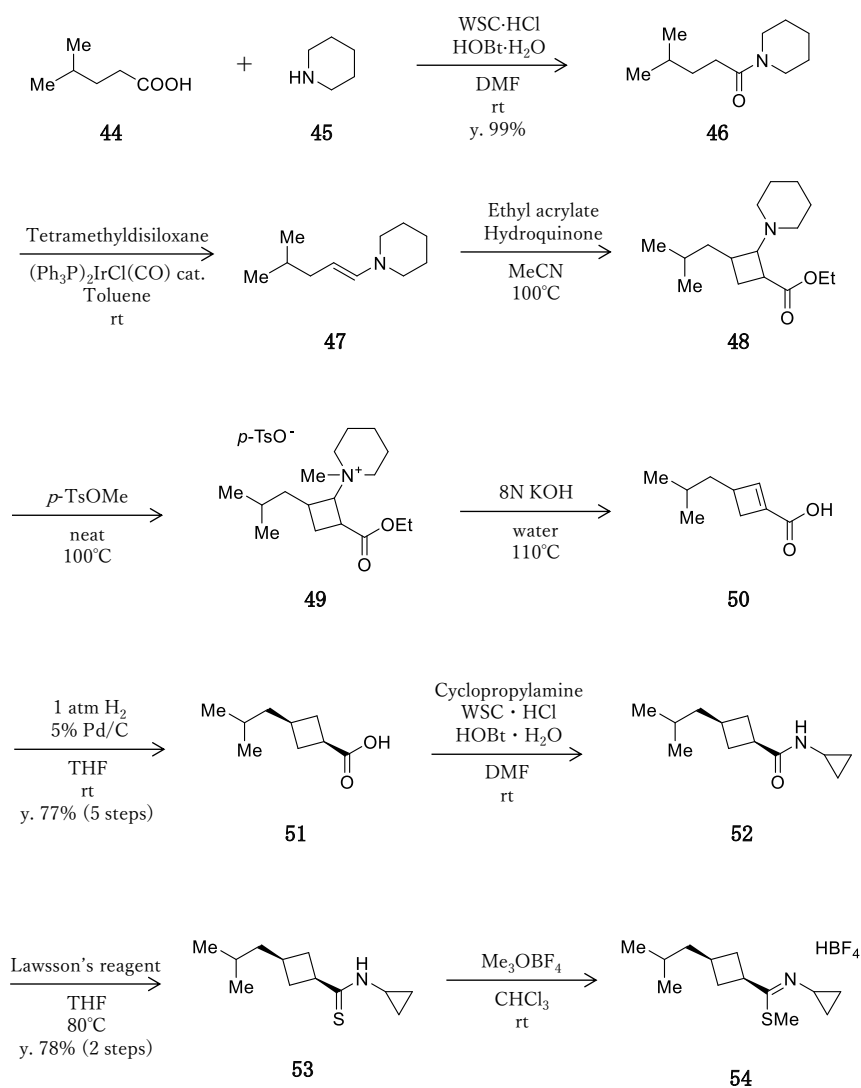 Me
Me
COOH
44
+
HN
45
WSC·HCl
HOBt·H2O
DMF
rt
y. 99%
Me
Me
N
O
46
Tetramethyldisiloxane
(Ph3P)2IrCl(CO) cat.
Toluene
rt
Me
Me
N
47
Ethyl acrylate
Hydroquinone
MeCN
100℃
N
Me
Me
OEt
O
48
p-TsOMe
neat
100℃
p-TsO-
Me N+
Me
Me
OEt
O
49
8N KOH
water
110℃
Me
Me
OH
O
50
1 atm H2
5% Pd/C
THF
rt
y. 77% (5 steps)
Me
Me
OH
O
51
Cyclopropylamine
WSC・HCl
HOBt・H2O
DMF
rt
Me
Me
H
N
O
52
Lawsson's reagent
THF
80℃
y. 78% (2 steps)
Me
Me
H
N
S
53
Me3OBF4
CHCl3
rt
Me
Me
HBF4
N
SMe
54